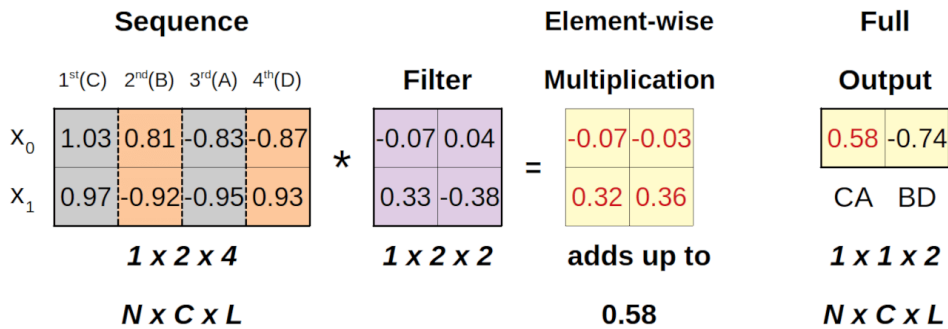 Sequence Element-wise Full
1st(C) 2nd(B) 3rd(A) 4th(D) Filter Multiplication Output
x0 1.03 0.81 -0.83 -0.87 -0.07 0.04 -0.07 -0.03 0.58 -0.74
* =
x1 0.97 -0.92 -0.95 0.93 0.33 -0.38 0.32 0.36 CA BD
1 x 2 x 4 1 x 2 x 2 adds up to 1 x 1 x 2
N x C x L 0.58 N x C x L